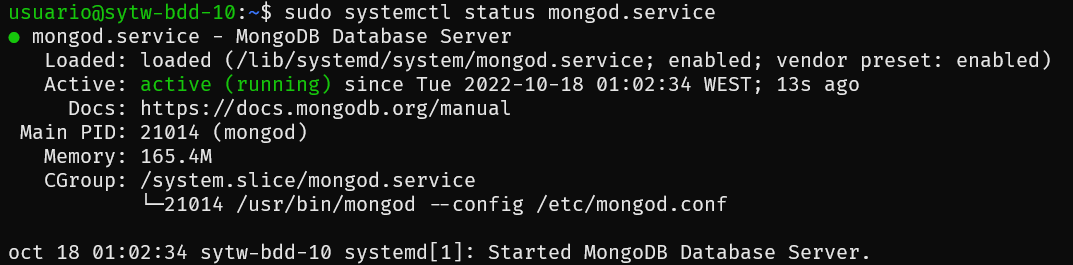 usuario@sytw-bdd-10:~$ sudo systemctl status mongod.service
● mongod.service - MongoDB Database Server
Loaded: loaded (/lib/systemd/system/mongod.service; enabled; vendor preset: enabled)
Active: active (running) since Tue 2022-10-18 01:02:34 WEST; 13s ago
Docs: https://docs.mongodb.org/manual
Main PID: 21014 (mongod)
Memory: 165.4M
CGroup: /system.slice/mongod.service
└─21014 /usr/bin/mongod --config /etc/mongod.conf
oct 18 01:02:34 sytw-bdd-10 systemd[1]: Started MongoDB Database Server.